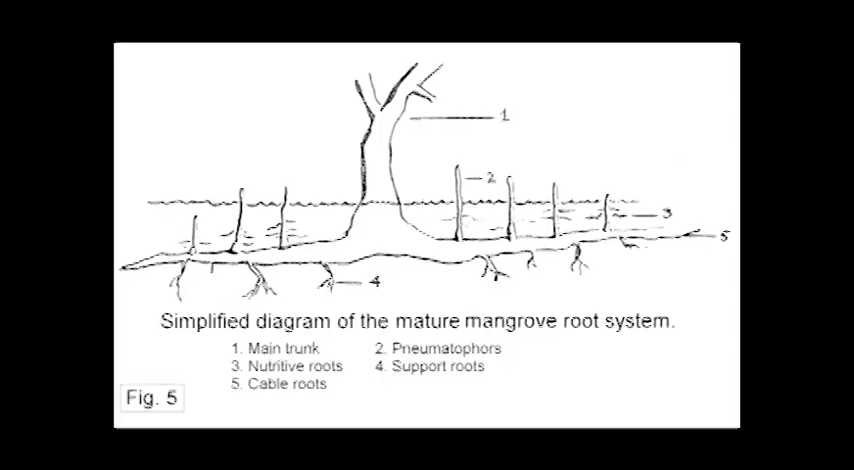 1
2
3
5
4
Simplified diagram of the mature mangrove root system.
1. Main trunk 2. Pneumatophors
3. Nutritive roots 4. Support roots
5. Cable roots
Fig. 5